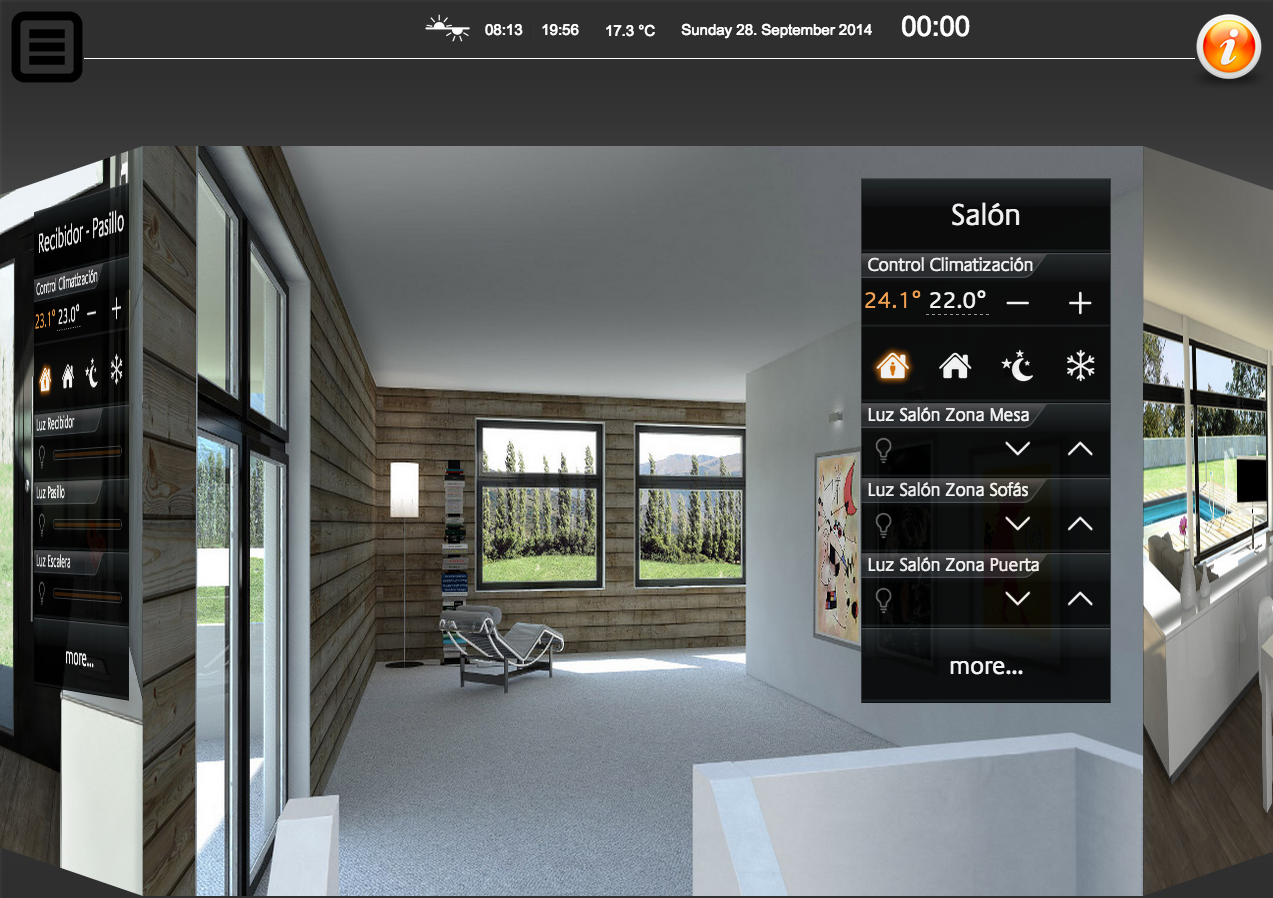 08:13 19:56 17.3 °C Sunday 28. September 2014 00:00
i
Recibidor - Pasillo
Control Climatización
23.1° 23.0° − +
Luz Recibidor
Luz Pasillo
Luz Escalera
more...
Salón
Control Climatización
24.1° 22.0° − +
Luz Salón Zona Mesa
Luz Salón Zona Sofás
Luz Salón Zona Puerta
more...